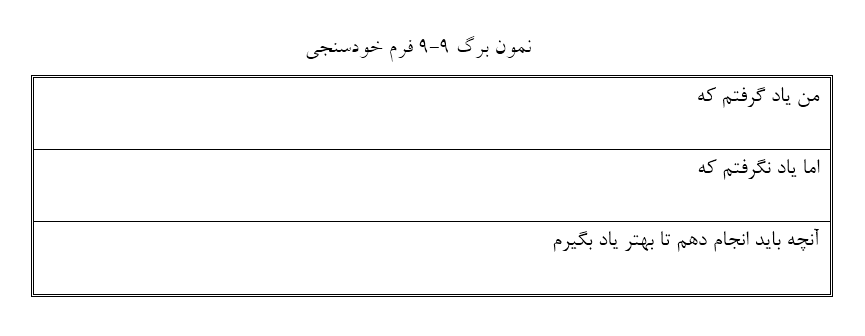 نمون برگ ۹-۹ فرم خودسنجی
من یاد گرفتم که
اما یاد نگرفتم که
آنچه باید انجام دهم تا بهتر یاد بگیرم